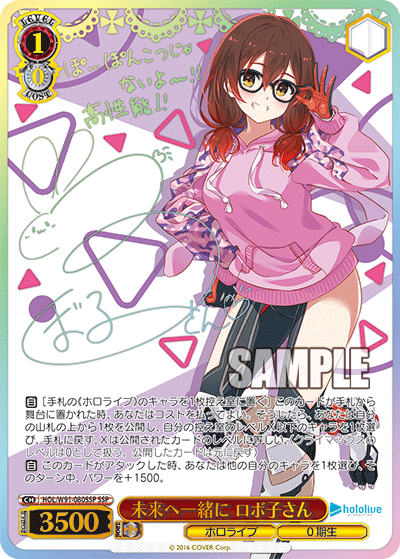 LEVEL
1
0
COST
ぽ…ぽんこつじゃ
ないよ～!!
高性能!!
SAMPLE
自 [手札の《ホロライブ》のキャラを1枚控え室に置く] このカードが手札から
舞台に置かれた時、あなたはコストを払ってよい。そうしたら、あなたは自分
の山札の上から1枚を公開し、自分の控え室のレベルX以下のキャラを1枚選
び、手札に戻す。Xは公開されたカードのレベルに等しい。(クライマックスの
レベルは0として扱う。公開したカードは元に戻す)
自 このカードがアタックした時、あなたは他の自分のキャラを1枚選び、そ
のターン中、パワーを+1500。
CH HOL/W91-080SSP SSP
POWER
3500
未来へ一緒に ロボ子さん
hololive
production
ホロライブ
0期生
© 2016 COVER Corp.